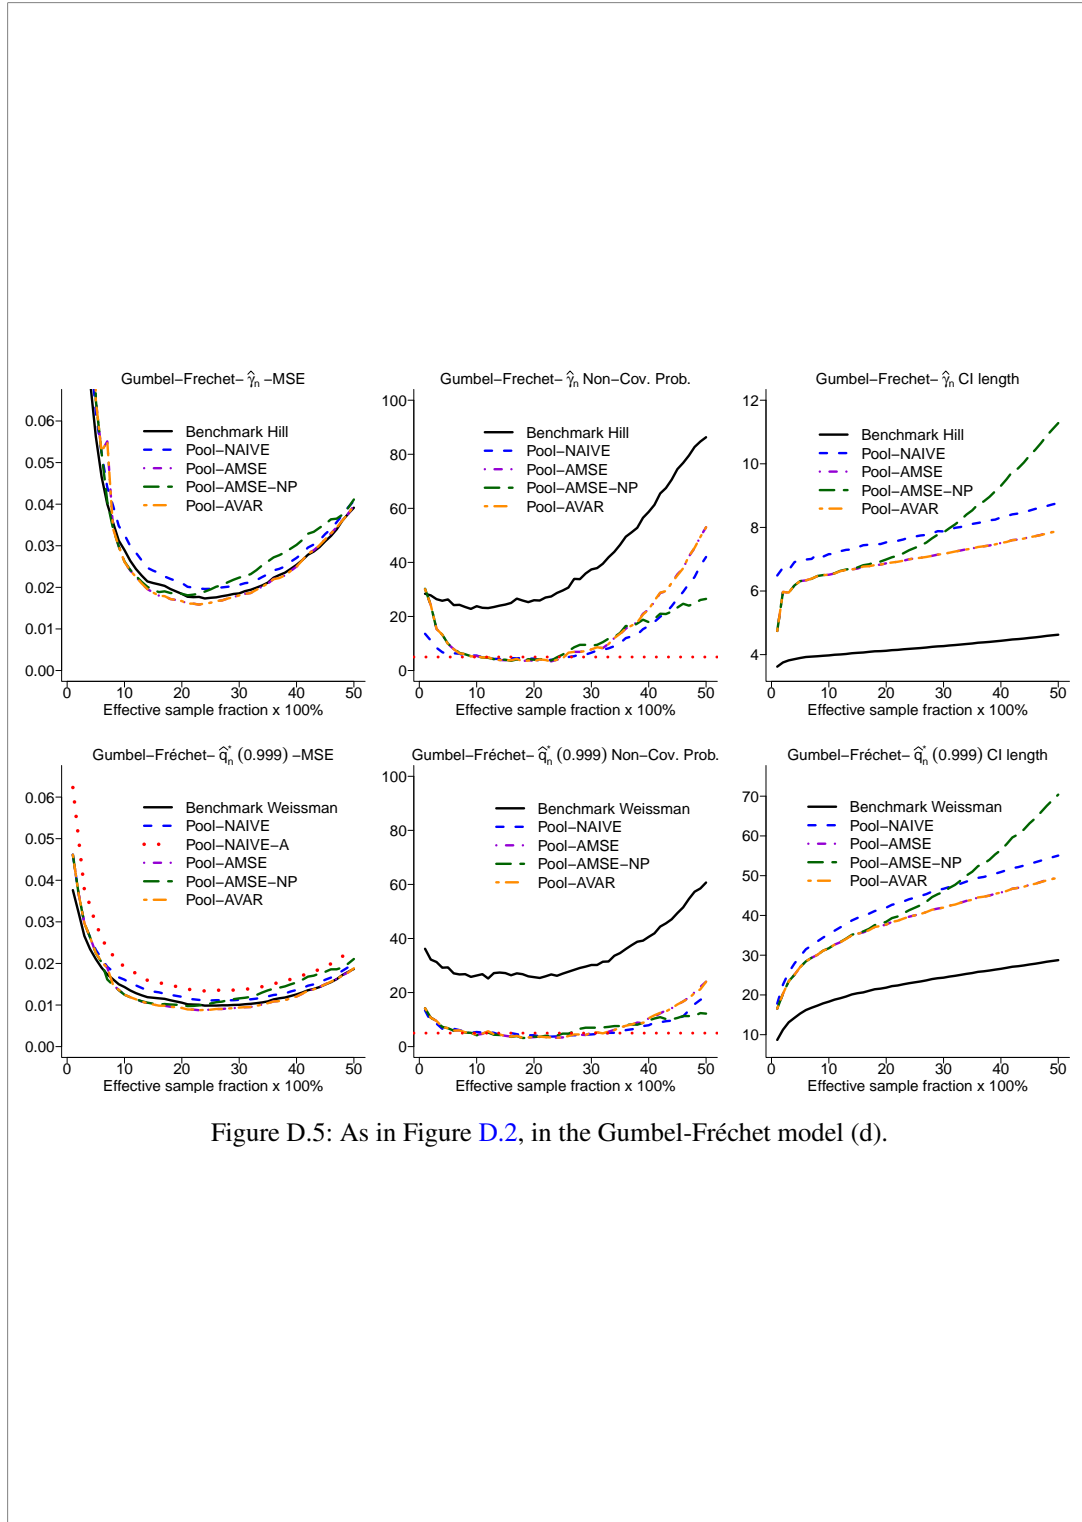 Gumbel−Frechet− γ̂n −MSE
0.06
0.05
0.04
0.03
0.02
0.01
0.00
Benchmark Hill
Pool−NAIVE
Pool−AMSE
Pool−AMSE−NP
Pool−AVAR
0 10 20 30 40 50
Effective sample fraction x 100%
Gumbel−Frechet− γ̂n Non−Cov. Prob.
100
80
60
40
20
0
Benchmark Hill
Pool−NAIVE
Pool−AMSE
Pool−AMSE−NP
Pool−AVAR
0 10 20 30 40 50
Effective sample fraction x 100%
Gumbel−Frechet− γ̂n CI length
12
10
8
6
4
Benchmark Hill
Pool−NAIVE
Pool−AMSE
Pool−AMSE−NP
Pool−AVAR
0 10 20 30 40 50
Effective sample fraction x 100%
Gumbel−Fréchet− q̂n* (0.999) −MSE
0.06
0.05
0.04
0.03
0.02
0.01
0.00
Benchmark Weissman
Pool−NAIVE
Pool−NAIVE−A
Pool−AMSE
Pool−AMSE−NP
Pool−AVAR
0 10 20 30 40 50
Effective sample fraction x 100%
Gumbel−Fréchet− q̂n* (0.999) Non−Cov. Prob.
100
80
60
40
20
0
Benchmark Weissman
Pool−NAIVE
Pool−AMSE
Pool−AMSE−NP
Pool−AVAR
0 10 20 30 40 50
Effective sample fraction x 100%
Gumbel−Fréchet− q̂n* (0.999) CI length
70
60
50
40
30
20
10
Benchmark Weissman
Pool−NAIVE
Pool−AMSE
Pool−AMSE−NP
Pool−AVAR
0 10 20 30 40 50
Effective sample fraction x 100%
Figure D.5: As in Figure D.2, in the Gumbel-Fréchet model (d).